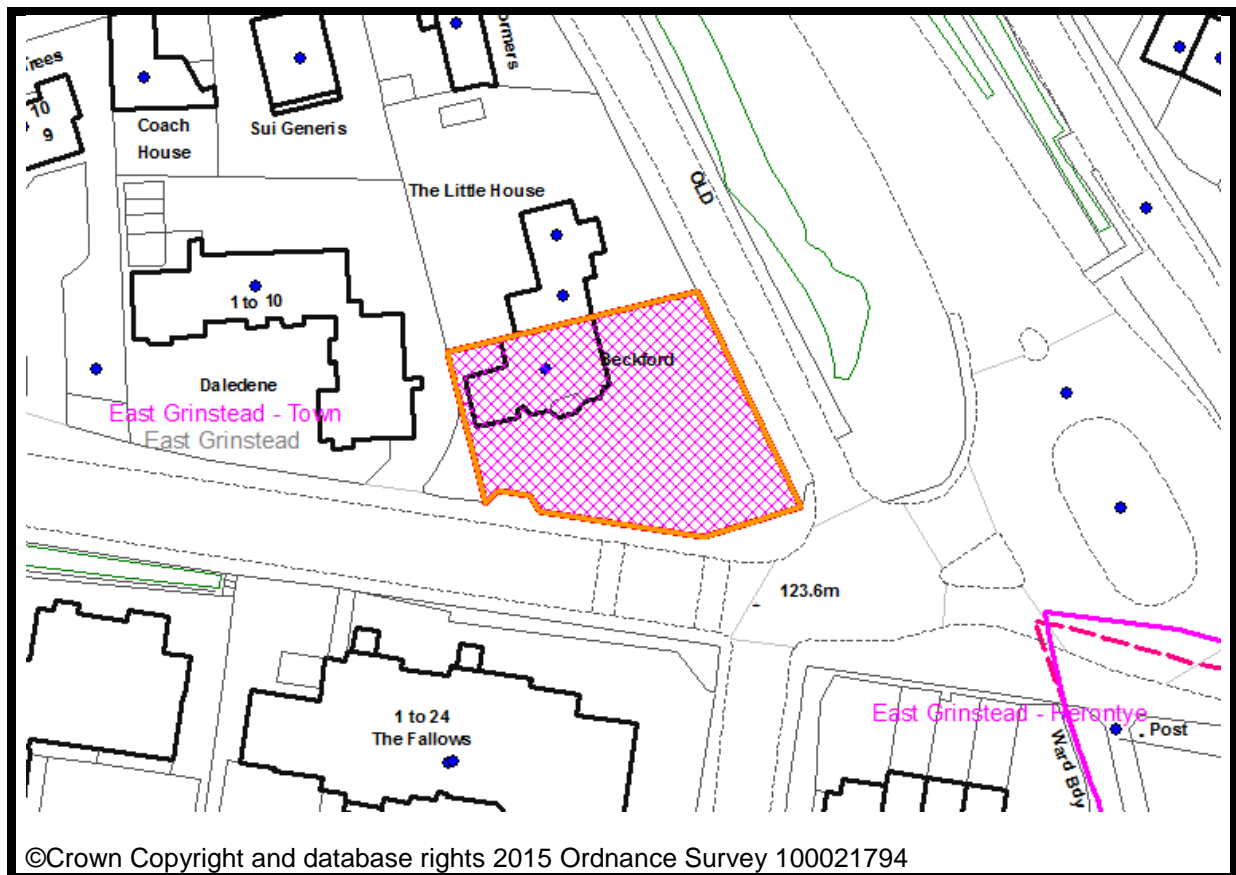 Trees
10
9
Coach
House
Sui Generis
ormers
The Little House
OLD
1 to 10
Beckford
Daledene
East Grinstead - Town
East Grinstead
123.6m
1 to 24
The Fallows
East Grinstead - Herontye
Post
Ward Bdy
©Crown Copyright and database rights 2015 Ordnance Survey 100021794